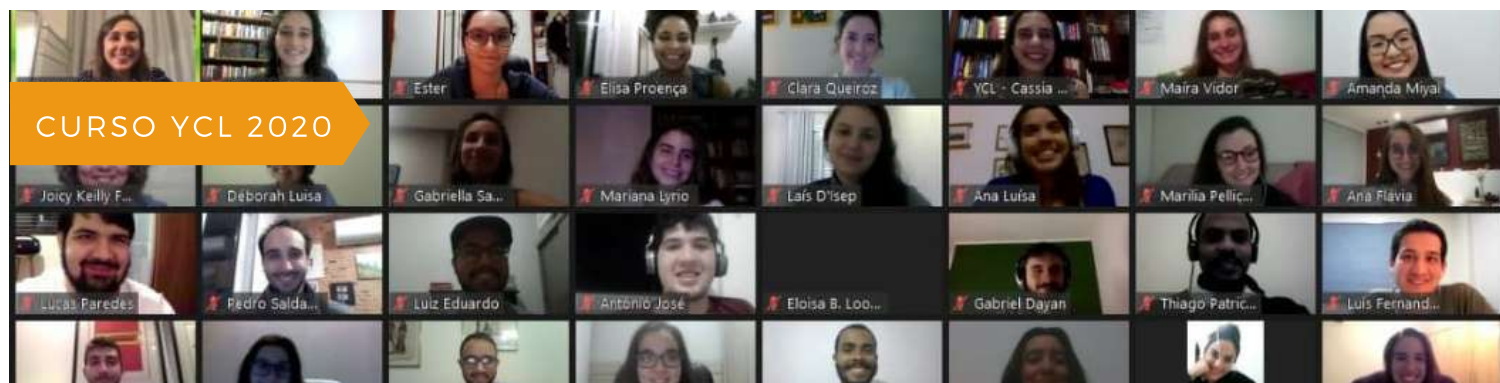 CURSO YCL 2020
Ester
Elisa Proença
Clara Queiroz
YCL - Cassia ...
Maíra Vidor
Amanda Miyai
Joicy Keilly F...
Deborah Luisa
Gabriella Sa...
Mariana Lyrio
Laís D'Isep
Ana Luísa
Marilia Pellic...
Ana Flávia
Lucas Paredes
Pedro Salda...
Luiz Eduardo
Antonio José
Eloisa B. Loo...
Gabriel Dayan
Thiago Patric...
Luis Fernand...